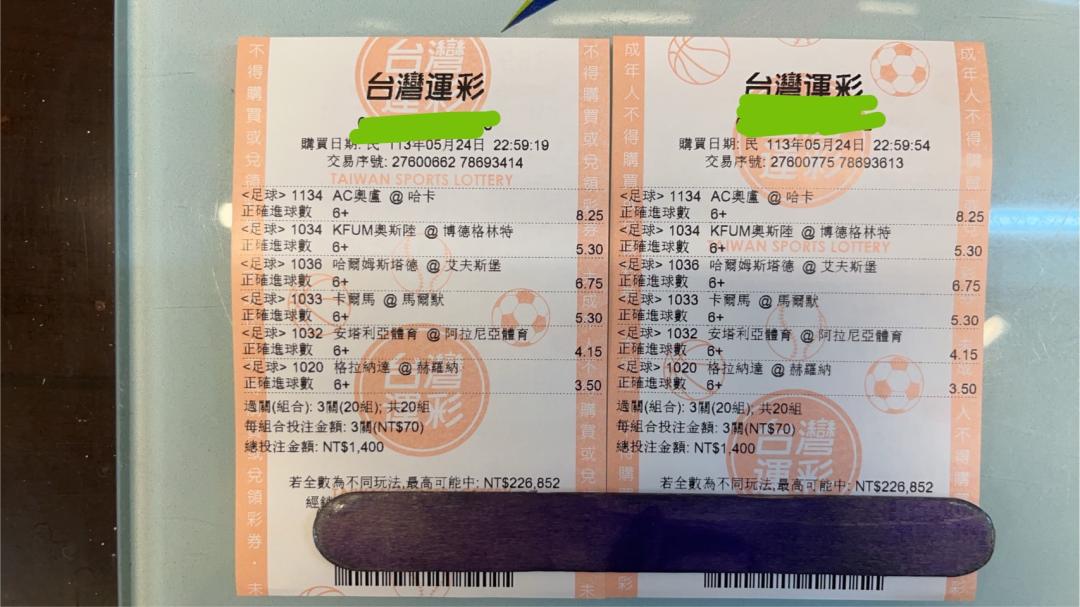 台灣運彩
購買日期: 民 113年05月24日 22:59:19
交易序號: 27600662 78693414
TAIWAN SPORTS LOTTERY
<足球> 1134 AC奧盧 @ 哈卡
正確進球數 6+ 8.25
<足球> 1034 KFUM奧斯陸 @ 博德格林特
正確進球數 6+ 5.30
<足球> 1036 哈爾姆斯塔德 @ 艾夫斯堡
正確進球數 6+ 6.75
<足球> 1033 卡爾馬 @ 馬爾默
正確進球數 6+ 5.30
<足球> 1032 安塔利亞體育 @ 阿拉尼亞體育
正確進球數 6+ 4.15
<足球> 1020 格拉納達 @ 赫羅納
正確進球數 6+ 3.50
過關(組合): 3關(20組); 共20組
每組合投注金額: 3關(NT$70)
總投注金額: NT$1,400
若全數為不同玩法,最高可能中: NT$226,852
經銷
台灣運彩
購買日期: 民 113年05月24日 22:59:54
交易序號: 27600775 78693613
<足球> 1134 AC奧盧 @ 哈卡
正確進球數 6+ 8.25
<足球> 1034 KFUM奧斯陸 @ 博德格林特
TAIWAN SPORTS LOTTERY
正確進球數 6+ 5.30
<足球> 1036 哈爾姆斯塔德 @ 艾夫斯堡
正確進球數 6+ 6.75
<足球> 1033 卡爾馬 @ 馬爾默
正確進球數 6+ 5.30
<足球> 1032 安塔利亞體育 @ 阿拉尼亞體育
正確進球數 6+ 4.15
<足球> 1020 格拉納達 @ 赫羅納
正確進球數 6+ 3.50
過關(組合): 3關(20組); 共20組
每組合投注金額: 3關(NT$70)
總投注金額: NT$1,400
若全數為不同玩法,最高可能中: NT$226,852